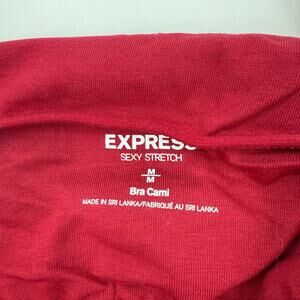 EXPRESS
SEXY STRETCH
M
M
Bra Cami
MADE IN SRI LANKA/FABRIQUÉ AU SRI LANKA